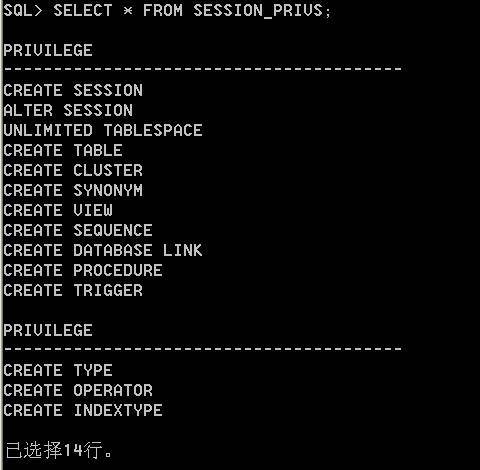 SQL> SELECT * FROM SESSION_PRIVS;
PRIVILEGE
----------------------------------------
CREATE SESSION
ALTER SESSION
UNLIMITED TABLESPACE
CREATE TABLE
CREATE CLUSTER
CREATE SYNONYM
CREATE VIEW
CREATE SEQUENCE
CREATE DATABASE LINK
CREATE PROCEDURE
CREATE TRIGGER
PRIVILEGE
----------------------------------------
CREATE TYPE
CREATE OPERATOR
CREATE INDEXTYPE
已选择14行。